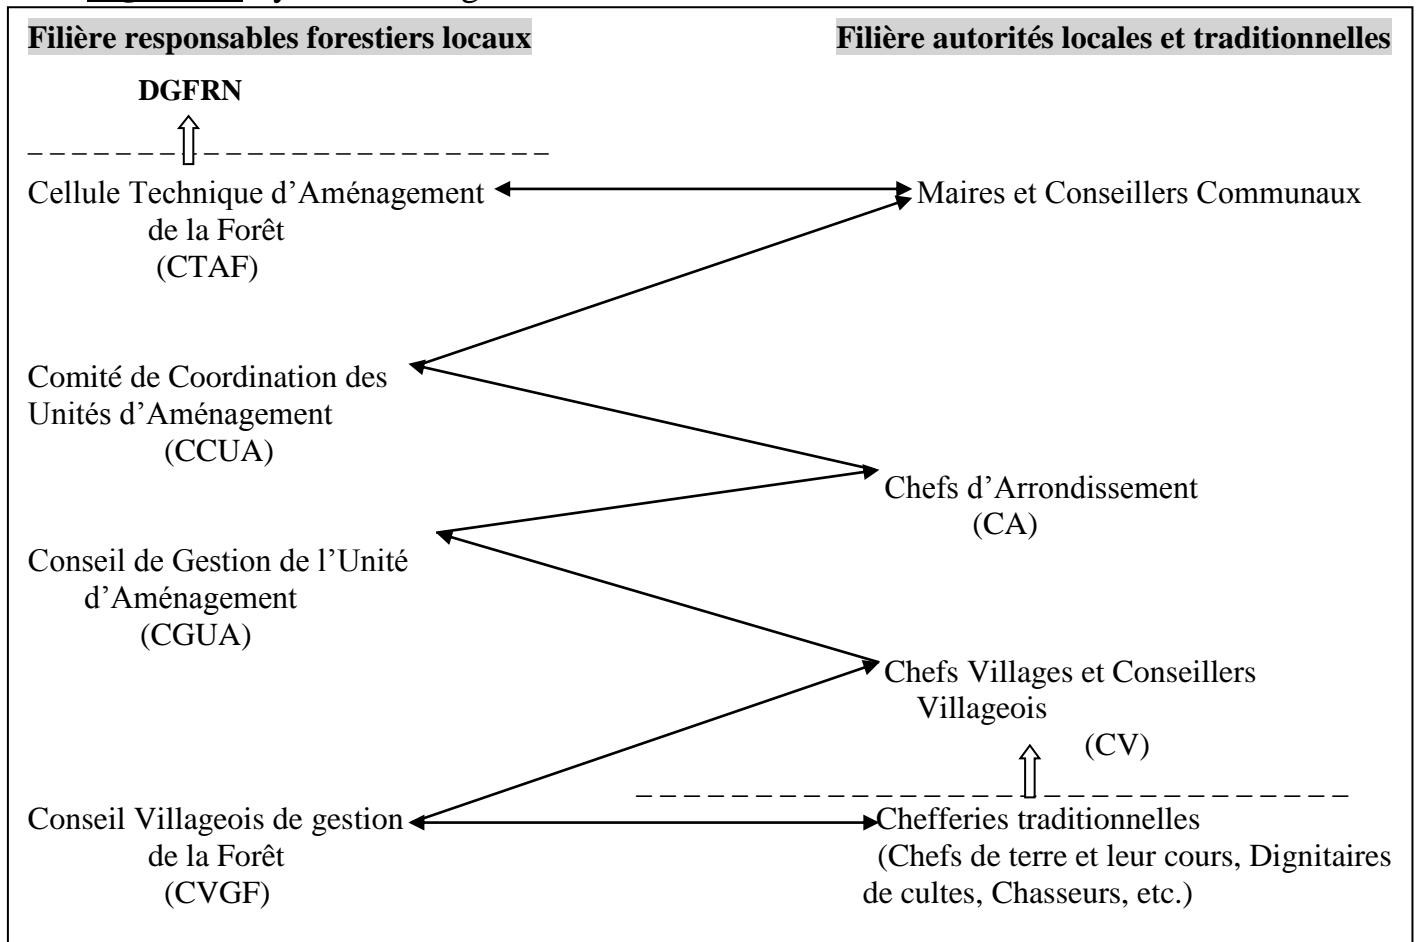 Filière responsables forestiers locaux
Filière autorités locales et traditionnelles
DGFRN
Cellule Technique d’Aménagement
de la Forêt
(CTAF)
Maires et Conseillers Communaux
Comité de Coordination des
Unités d’Aménagement
(CCUA)
Chefs d’Arrondissement
(CA)
Conseil de Gestion de l’Unité
d’Aménagement
(CGUA)
Chefs Villages et Conseillers
Villageois
(CV)
Conseil Villageois de gestion
de la Forêt
(CVGF)
Chefferies traditionnelles
(Chefs de terre et leur cours, Dignitaires
de cultes, Chasseurs, etc.)